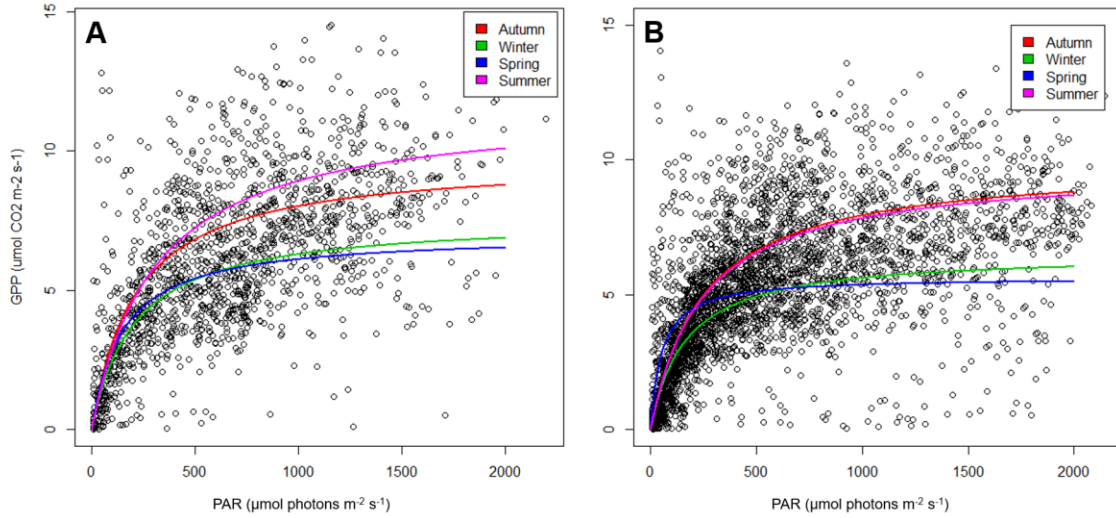 A
Autumn
Winter
Spring
Summer
15
10
5
0
GPP (umol CO2 m-2 s-1)
0 500 1000 1500 2000
PAR (µmol photons m⁻² s⁻¹)
B
Autumn
Winter
Spring
Summer
15
10
5
0
0 500 1000 1500 2000
PAR (µmol photons m⁻² s⁻¹)